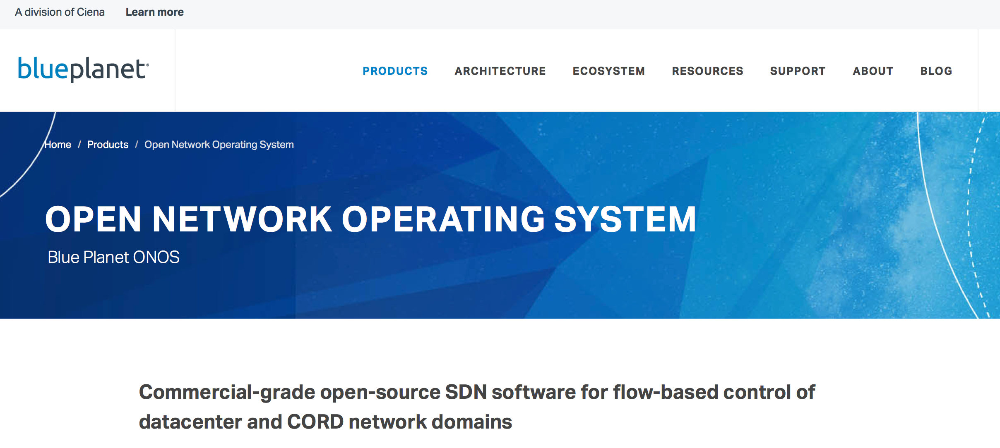 A division of Ciena Learn more
blueplanet®
PRODUCTS ARCHITECTURE ECOSYSTEM RESOURCES SUPPORT ABOUT BLOG
Home / Products / Open Network Operating System
OPEN NETWORK OPERATING SYSTEM
Blue Planet ONOS
Commercial-grade open-source SDN software for flow-based control of
datacenter and CORD network domains